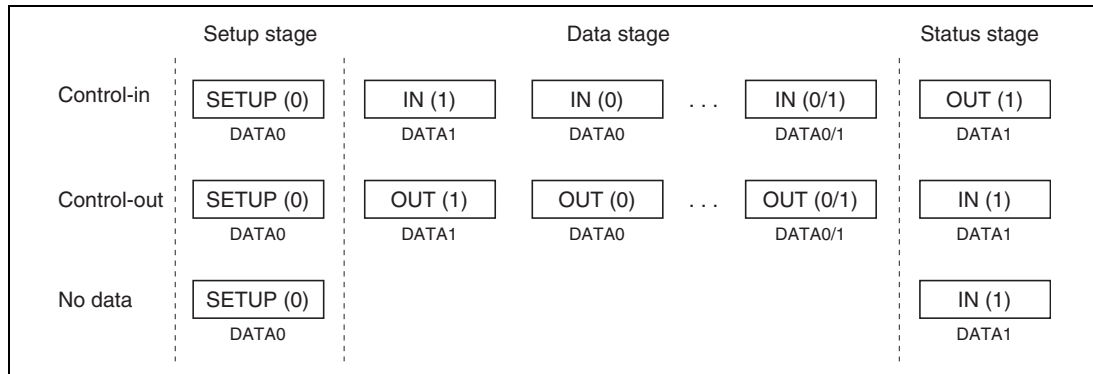 Setup stage Data stage Status stage
Control-in SETUP (0) IN (1) IN (0) . . . IN (0/1) OUT (1)
DATA0 DATA1 DATA0 DATA0/1 DATA1
Control-out SETUP (0) OUT (1) OUT (0) . . . OUT (0/1) IN (1)
DATA0 DATA1 DATA0 DATA0/1 DATA1
No data SETUP (0) IN (1)
DATA0 DATA1